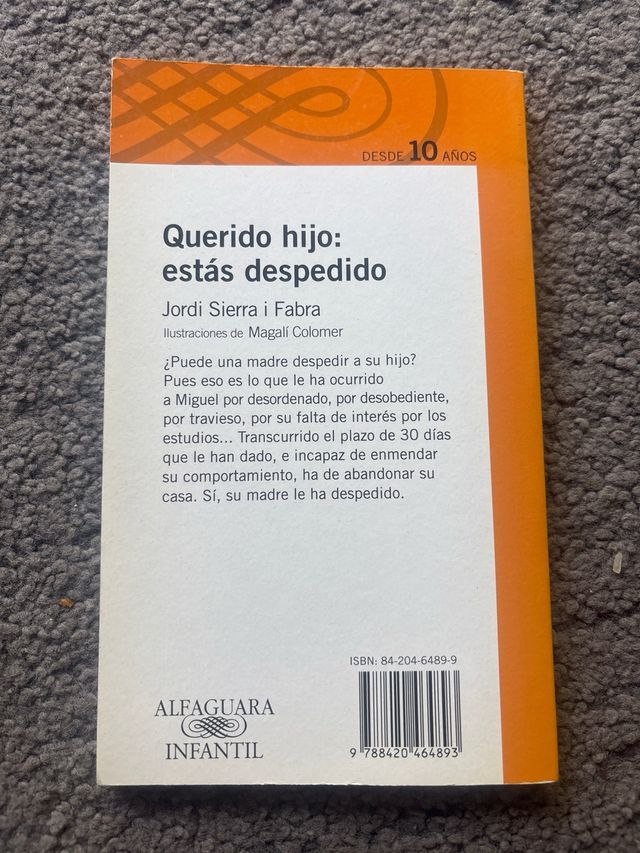 DESDE 10 AÑOS
Querido hijo:
estás despedido
Jordi Sierra i Fabra
Ilustraciones de Magalí Colomer
¿Puede una madre despedir a su hijo?
Pues eso es lo que le ha ocurrido
a Miguel por desordenado, por desobediente,
por travieso, por su falta de interés por los
estudios... Transcurrido el plazo de 30 días
que le han dado, e incapaz de enmendar
su comportamiento, ha de abandonar su
casa. Sí, su madre le ha despedido.
ISBN: 84-204-6489-9
ALFAGUARA
INFANTIL
9 788420 464893